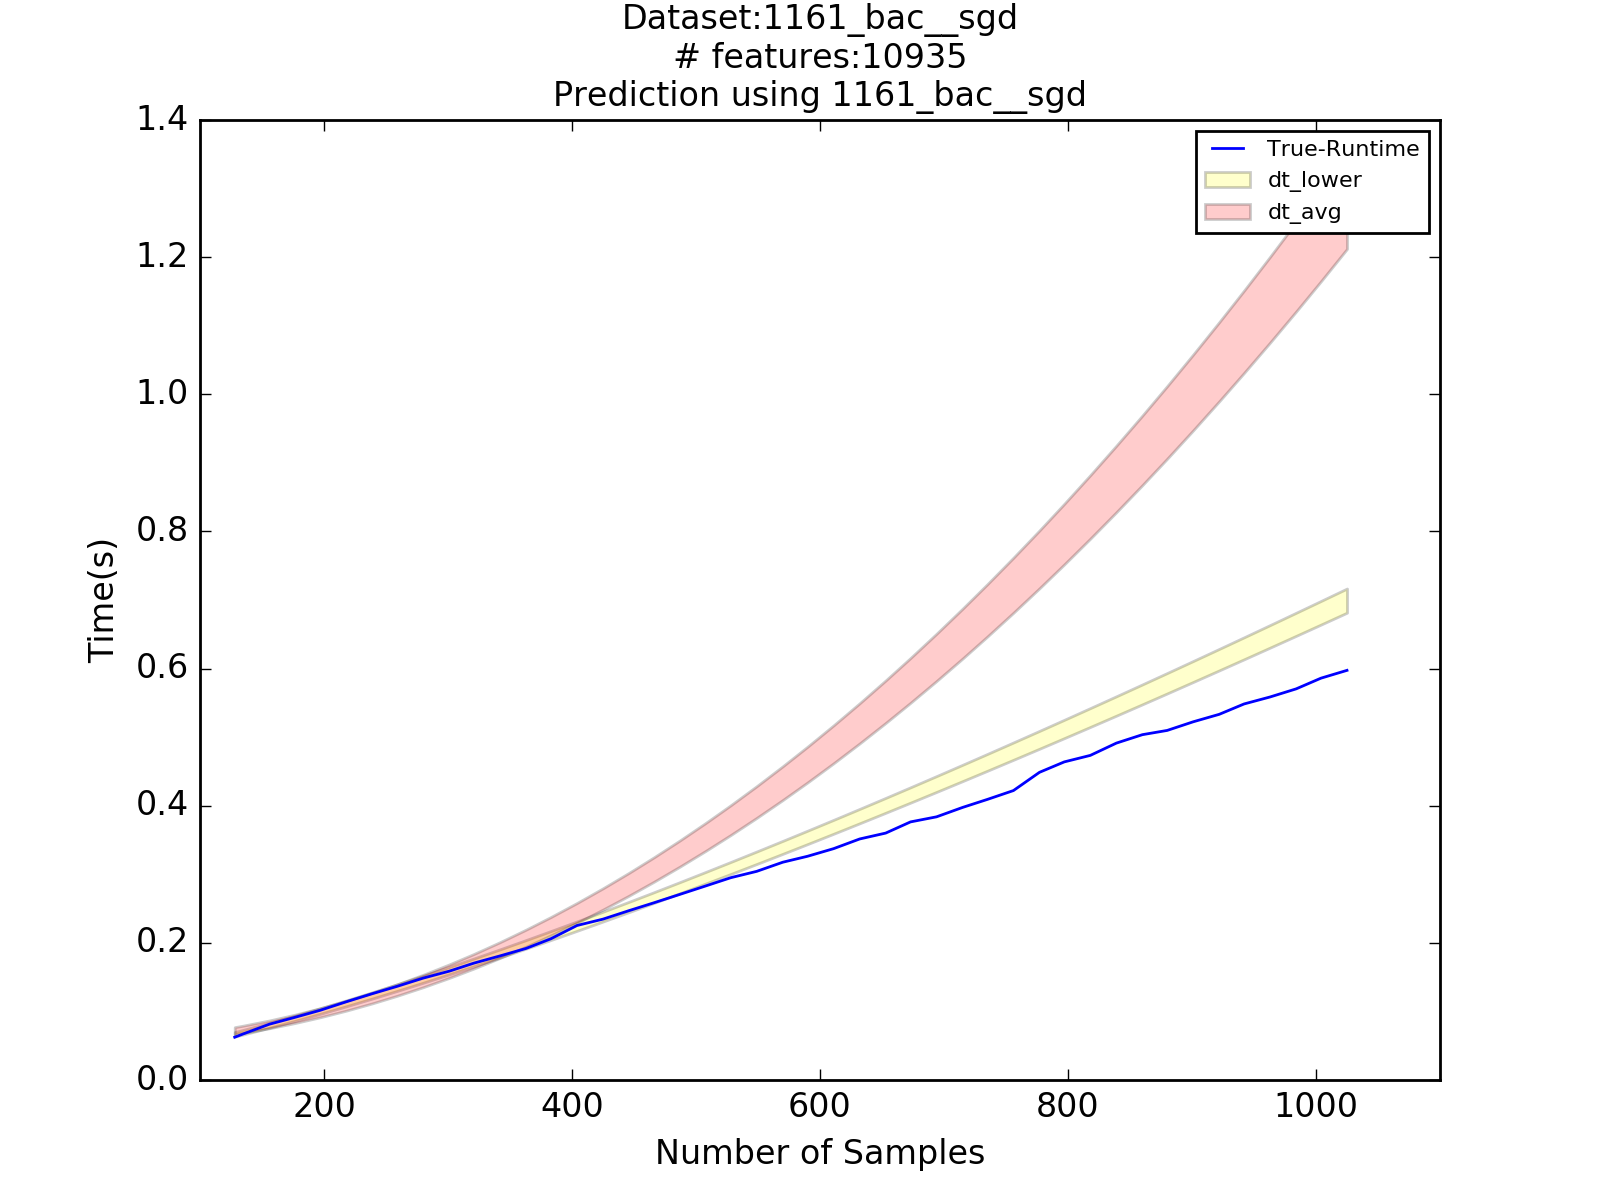 Dataset:1161_bac__sgd
# features:10935
Prediction using 1161_bac__sgd
1.4
1.2
1.0
0.8
0.6
0.4
0.2
0.0
Time(s)
True-Runtime
dt_lower
dt_avg
200 400 600 800 1000
Number of Samples